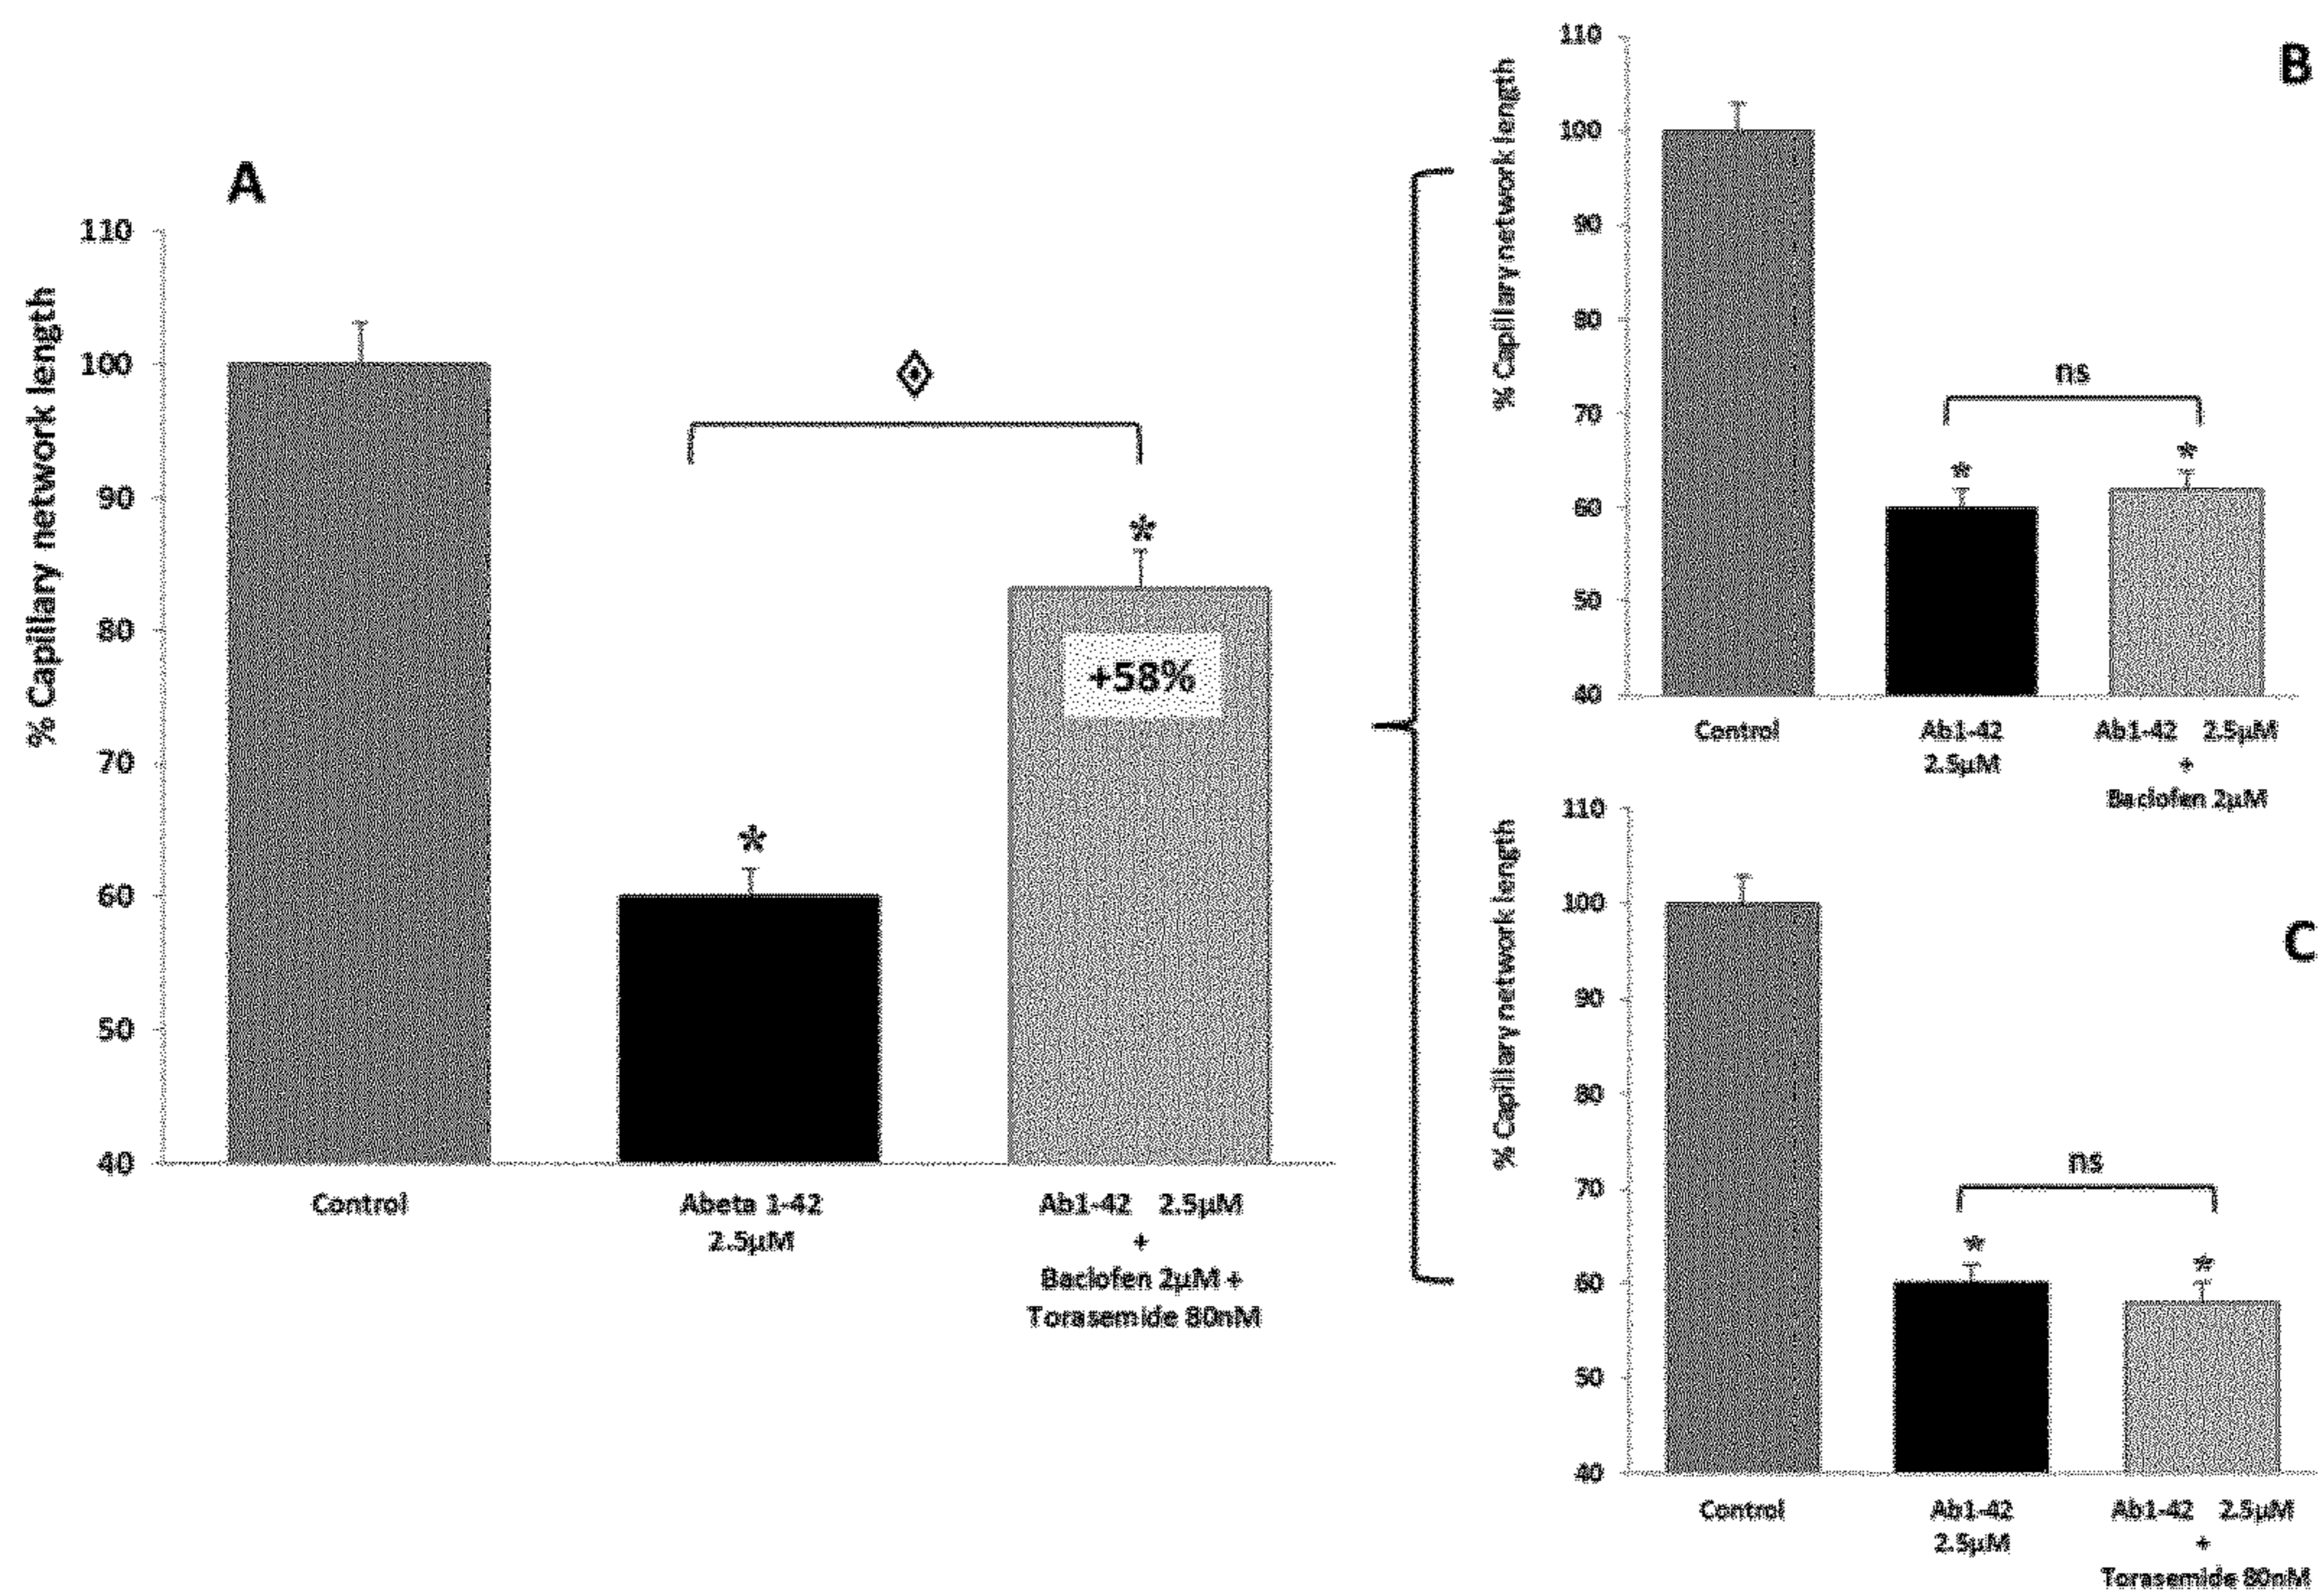 A
% Capillary network length
110
100
90
80
70
60
50
40
*
*
+58%
Control
Abeta 1-42
2.5µM
Ab1-42 2.5µM
+
Baclofen 2µM +
Torasemide 80nM
B
% Capillary network length
110
100
90
80
70
60
50
40
ns
*
*
Control
Ab1-42
2.5µM
Ab1-42 2.5µM
+
Baclofen 2µM
C
% Capillary network length
110
100
90
80
70
60
50
40
ns
*
*
Control
Ab1-42
2.5µM
Ab1-42 2.5µM
+
Torasemide 80nM